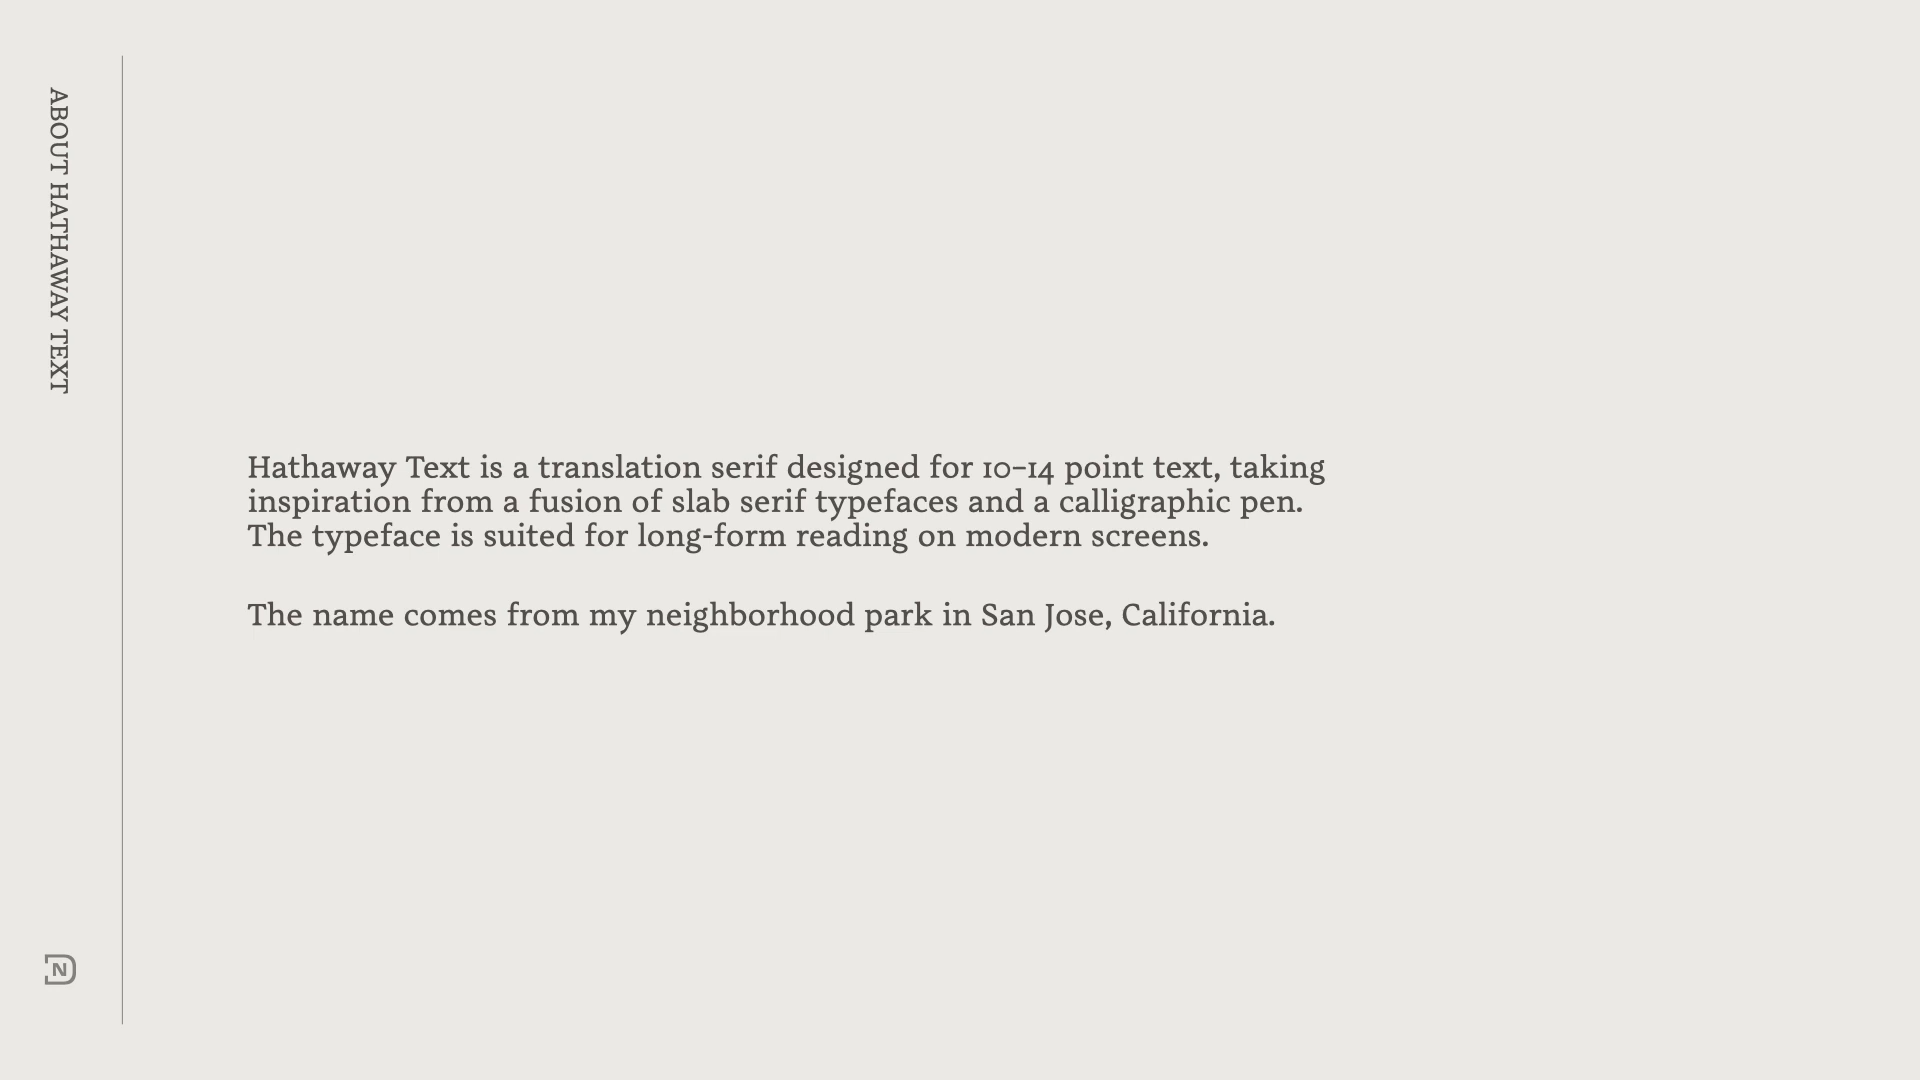 ABOUT HATHAWAY TEXT
Hathaway Text is a translation serif designed for 10–14 point text, taking
inspiration from a fusion of slab serif typefaces and a calligraphic pen.
The typeface is suited for long-form reading on modern screens.
The name comes from my neighborhood park in San Jose, California.
N